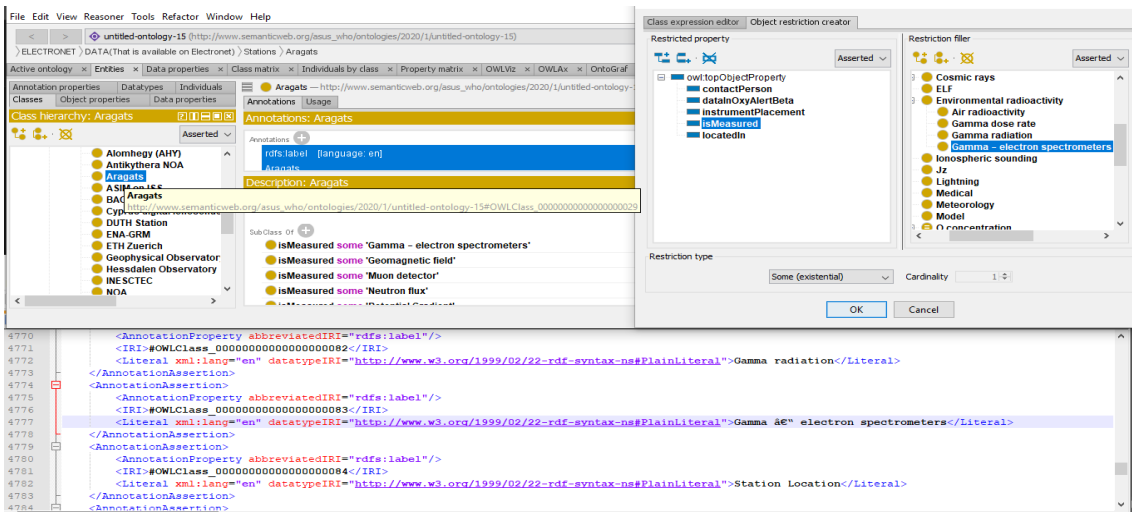 File Edit View Reasoner Tools Refactor Window Help
< > untitled-ontology-15 (http://www.semanticweb.org/asus_who/ontologies/2020/1/untitled-ontology-15)
ELECTRONET DATA(That is available on Electronet) Stations Aragats
Active ontology × Entities × Data properties × Class matrix × Individuals by class × Property matrix × OWLViz × OWLAx × OntoGraf
Annotation properties Datatypes Individuals
Classes Object properties Data properties
Class hierarchy: Aragats
Asserted
Alomhegy (AHY)
Antikythera NOA
Aragats
ASIM on ISS
DUTH Station
ENA-GRM
ETH Zuerich
Geophysical Observator
Hessdalen Observatory
INESCTEC
NOA
Aragats
http://www.semanticweb.org/asus_who/ontologies/2020/1/untitled-ontology-15#OWLClass_00000000000000000029
Aragats — http://www.semanticweb.org/asus_who/ontologies/2020/1/untitled-ontology-
Annotations Usage
Annotations: Aragats
Annotations
rdfs:label [language: en]
Aragats
Description: Aragats
SubClass Of
isMeasured some 'Gamma – electron spectrometers'
isMeasured some 'Geomagnetic field'
isMeasured some 'Muon detector'
isMeasured some 'Neutron flux'
isMeasured some 'Potential Gradient'
Class expression editor Object restriction creator
Restricted property
Asserted
owl:topObjectProperty
contactPerson
dataInOxyAlertBeta
instrumentPlacement
isMeasured
locatedIn
Restriction filler
Asserted
Cosmic rays
ELF
Environmental radioactivity
Air radioactivity
Gamma dose rate
Gamma radiation
Gamma – electron spectrometers
Ionospheric sounding
Jz
Lightning
Medical
Meteorology
Model
O concentration
Restriction type
Some (existential) Cardinality 1
OK Cancel
4770 <AnnotationProperty abbreviatedIRI="rdfs:label"/>
4771 <IRI>#OWLClass_00000000000000000082</IRI>
4772 <Literal xml:lang="en" datatypeIRI="http://www.w3.org/1999/02/22-rdf-syntax-ns#PlainLiteral">Gamma radiation</Literal>
4773 </AnnotationAssertion>
4774 <AnnotationAssertion>
4775 <AnnotationProperty abbreviatedIRI="rdfs:label"/>
4776 <IRI>#OWLClass_00000000000000000083</IRI>
4777 <Literal xml:lang="en" datatypeIRI="http://www.w3.org/1999/02/22-rdf-syntax-ns#PlainLiteral">Gamma â€“ electron spectrometers</Literal>
4778 </AnnotationAssertion>
4779 <AnnotationAssertion>
4780 <AnnotationProperty abbreviatedIRI="rdfs:label"/>
4781 <IRI>#OWLClass_00000000000000000084</IRI>
4782 <Literal xml:lang="en" datatypeIRI="http://www.w3.org/1999/02/22-rdf-syntax-ns#PlainLiteral">Station Location</Literal>
4783 </AnnotationAssertion>
4784 <AnnotationAssertion>